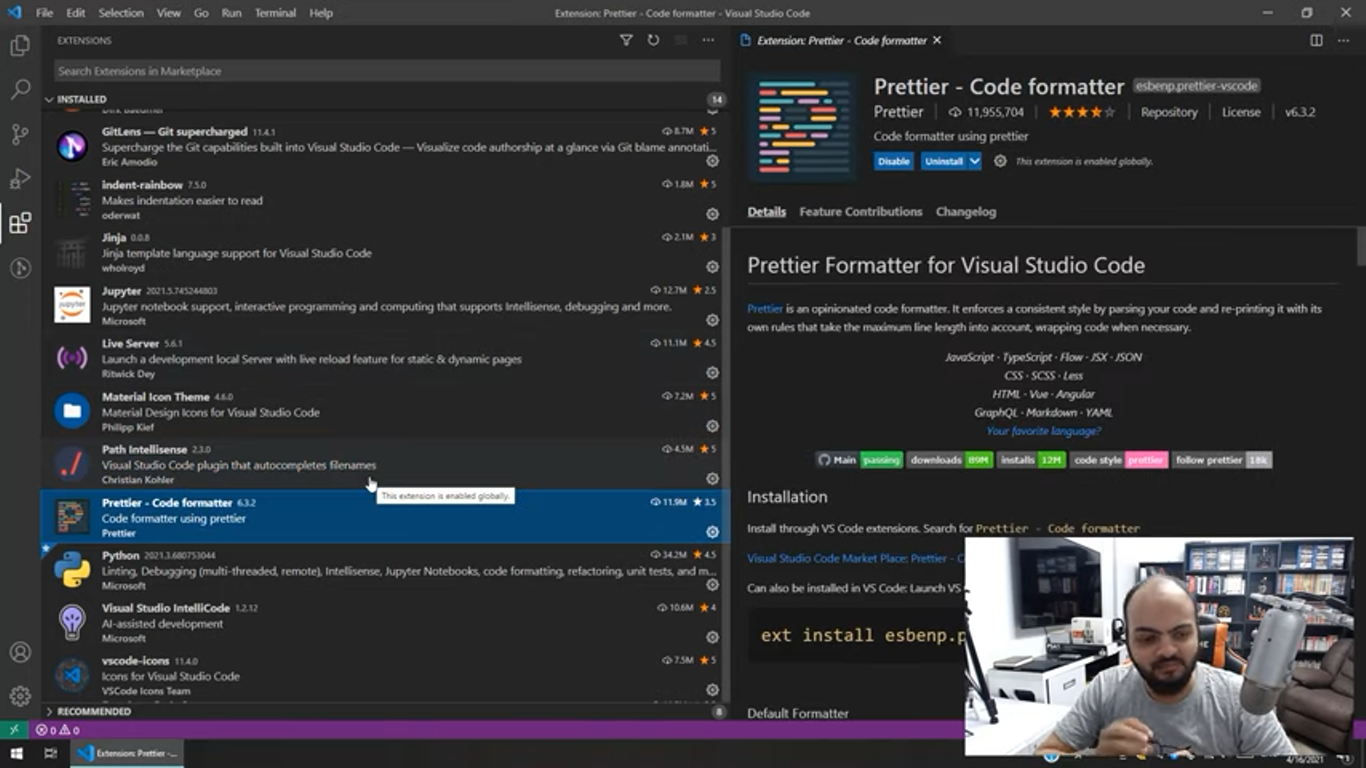 File Edit Selection View Go Run Terminal Help
Extension: Prettier - Code formatter - Visual Studio Code
EXTENSIONS
Search Extensions in Marketplace
INSTALLED
14
GitLens — Git supercharged 11.4.1
8.7M 5
Supercharge the Git capabilities built into Visual Studio Code — Visualize code authorship at a glance via Git blame annotati...
Eric Amodio
indent-rainbow 7.5.0
1.8M 5
Makes indentation easier to read
oderwat
Jinja 0.0.8
2.1M 3
Jinja template language support for Visual Studio Code
wholroyd
Jupyter 2021.5.745244803
12.7M 2.5
Jupyter notebook support, interactive programming and computing that supports Intellisense, debugging and more.
Microsoft
Live Server 5.6.1
11.1M 4.5
Launch a development local Server with live reload feature for static & dynamic pages
Ritwick Dey
Material Icon Theme 4.6.0
7.2M 5
Material Design Icons for Visual Studio Code
Philipp Kief
Path Intellisense 2.3.0
4.5M 5
Visual Studio Code plugin that autocompletes filenames
Christian Kohler
This extension is enabled globally.
Prettier - Code formatter 6.3.2
11.9M 3.5
Code formatter using prettier
Prettier
Python 2021.3.680753044
34.2M 4.5
Linting, Debugging (multi-threaded, remote), Intellisense, Jupyter Notebooks, code formatting, refactoring, unit tests, and m...
Microsoft
Visual Studio IntelliCode 1.2.12
10.6M 4
AI-assisted development
Microsoft
vscode-icons 11.4.0
7.5M 5
Icons for Visual Studio Code
VSCode Icons Team
RECOMMENDED
8
Extension: Prettier - Code formatter
Prettier - Code formatter esbenp.prettier-vscode
Prettier 11,955,704 Repository License v6.3.2
Code formatter using prettier
Disable Uninstall This extension is enabled globally.
Details Feature Contributions Changelog
Prettier Formatter for Visual Studio Code
Prettier is an opinionated code formatter. It enforces a consistent style by parsing your code and re-printing it with its
own rules that take the maximum line length into account, wrapping code when necessary.
JavaScript · TypeScript · Flow · JSX · JSON
CSS · SCSS · Less
HTML · Vue · Angular
GraphQL · Markdown · YAML
Your favorite language?
Main passing downloads 89M installs 12M code style prettier follow prettier 18k
Installation
Install through VS Code extensions. Search for Prettier - Code formatter
Visual Studio Code Market Place: Prettier - C
Can also be installed in VS Code: Launch VS
ext install esbenp.p
Default Formatter
0 0
Extension: Prettier -...
4/16/2021